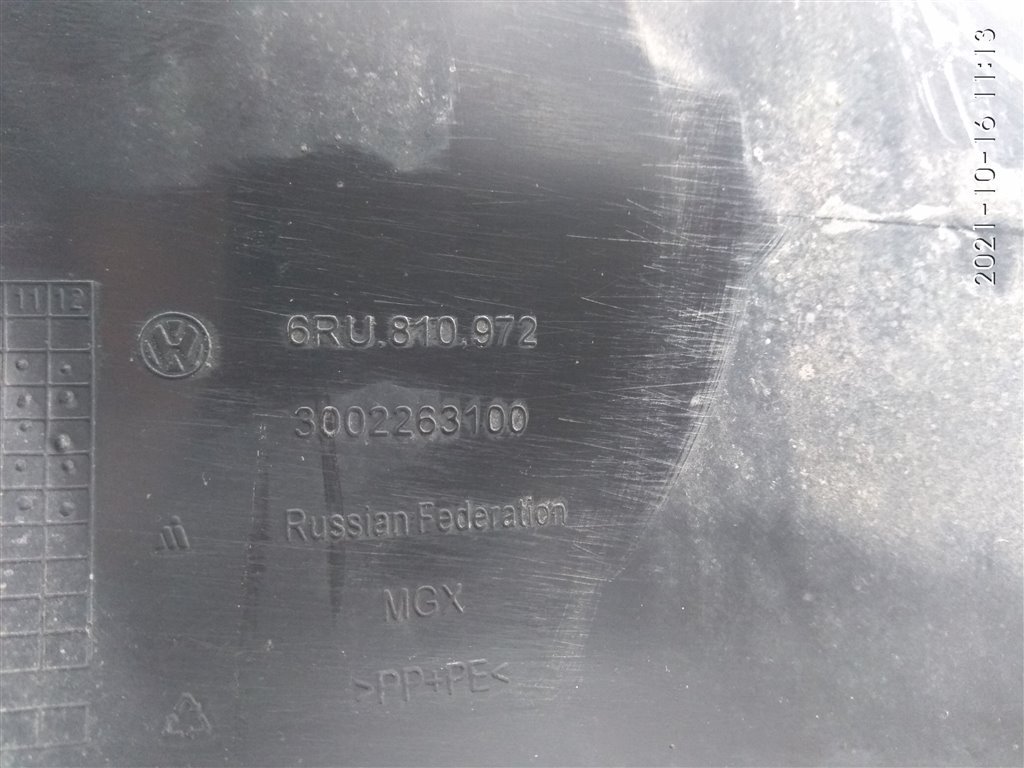 11 12
6RU.810.972
3002263100
Russian Federation
MGX
>PP+PE<
2021-10-16 11:13